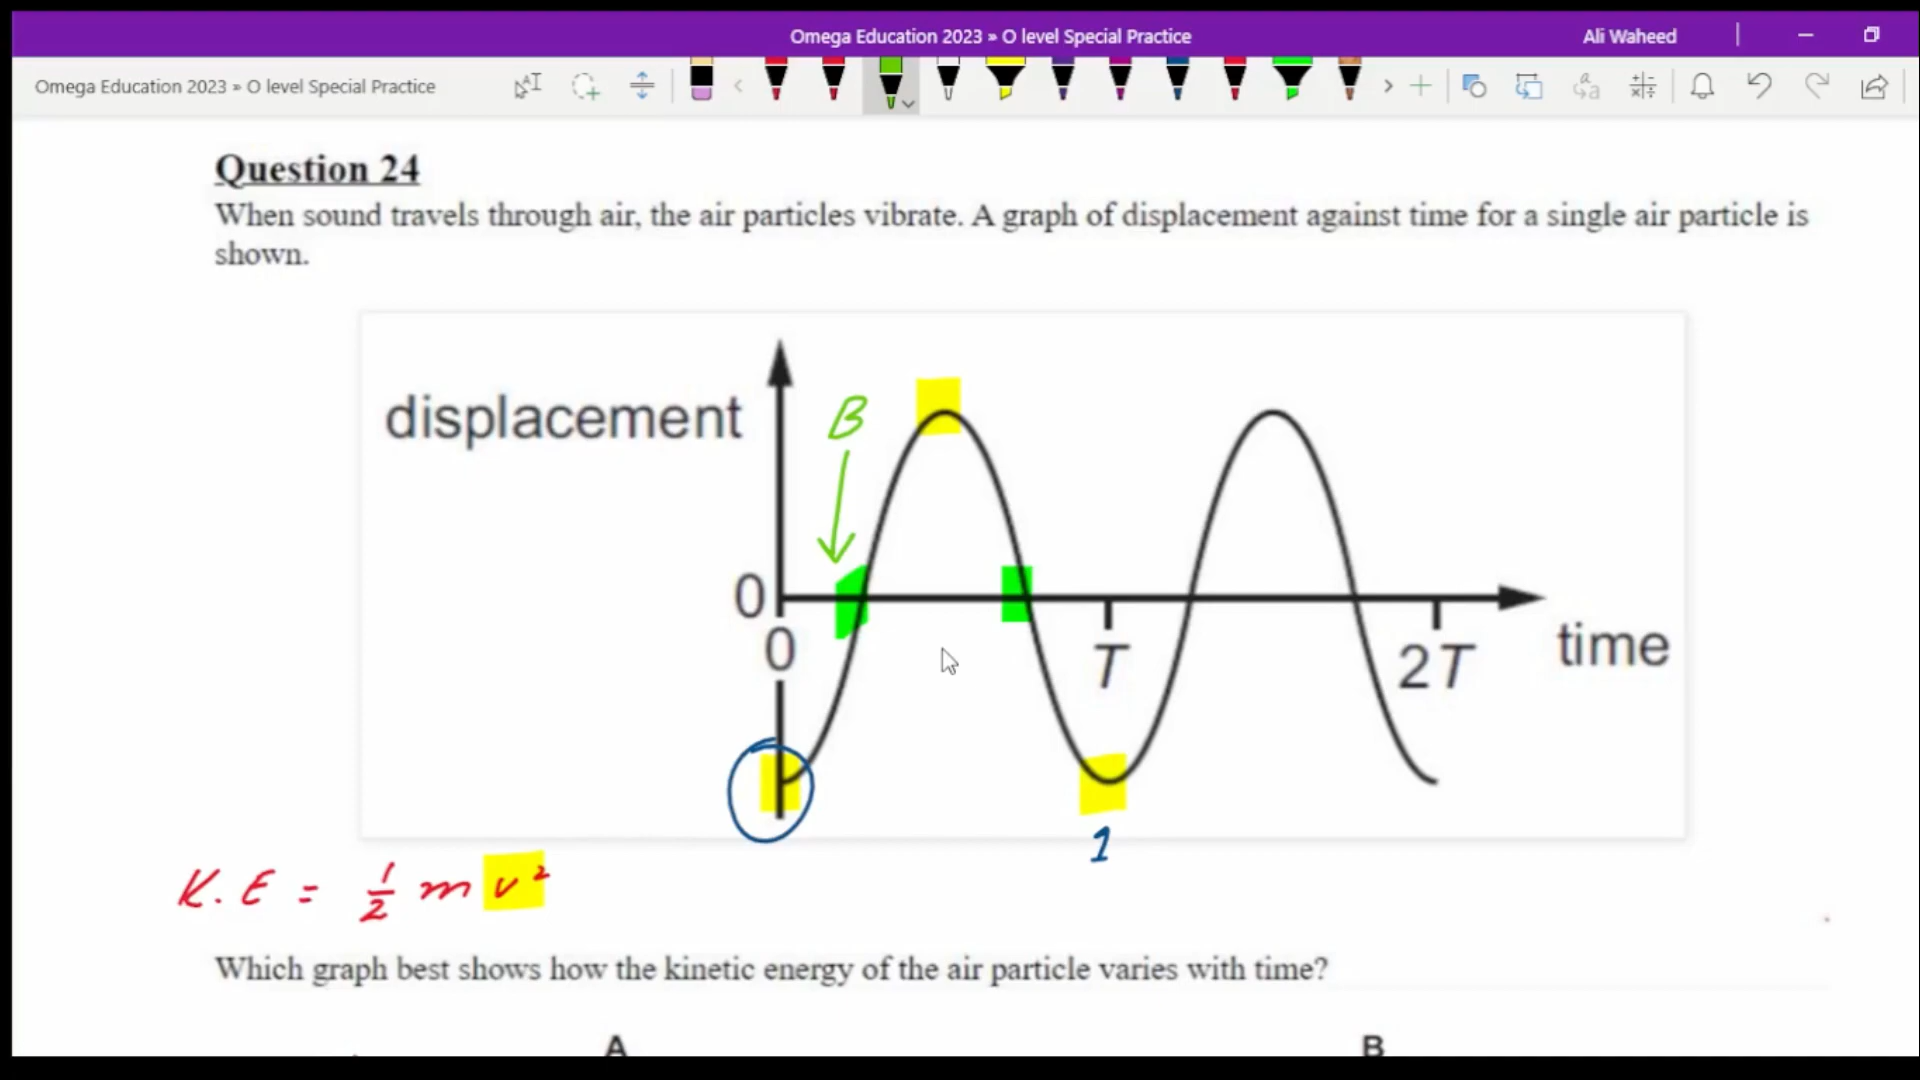 Omega Education 2023 » O level Special Practice
Ali Waheed
Omega Education 2023 » O level Special Practice
Question 24
When sound travels through air, the air particles vibrate. A graph of displacement against time for a single air particle is
shown.
displacement
B
0
0
T
2T
time
1
K.E = 1/2 m v²
Which graph best shows how the kinetic energy of the air particle varies with time?
A B